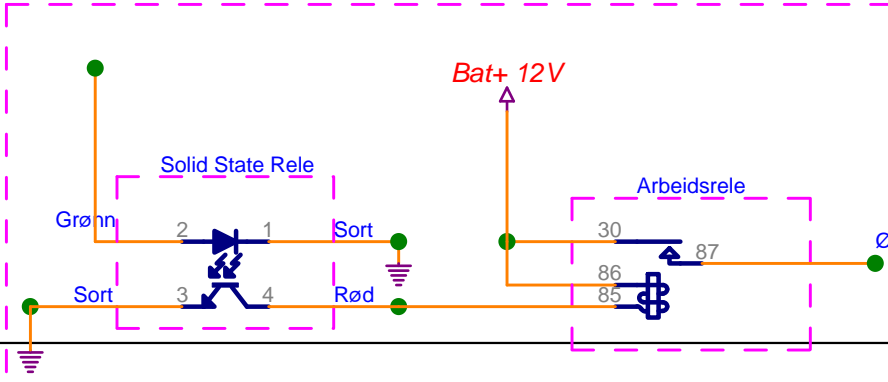 Bat+ 12V
Solid State Rele
Arbeidsrele
Grønn
2
1
Sort
30
87
Ø
86
Sort
3
4
Rød
85